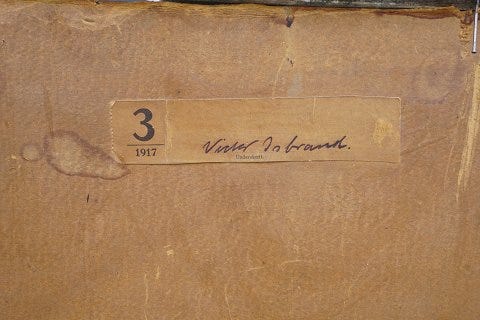 3
1917
Victor Isbrand.
Underskrift.